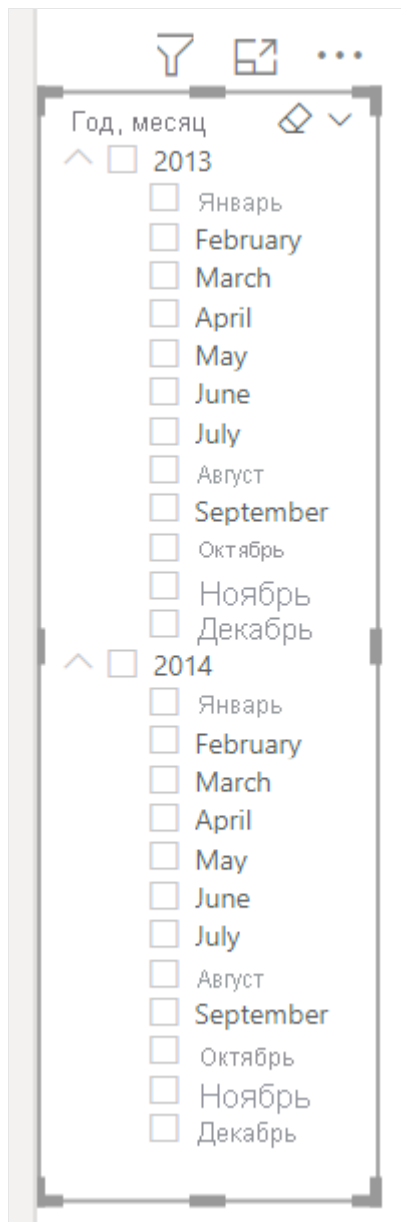 Год, месяц
2013
Январь
February
March
April
May
June
July
Август
September
Октябрь
Ноябрь
Декабрь
2014
Январь
February
March
April
May
June
July
Август
September
Октябрь
Ноябрь
Декабрь